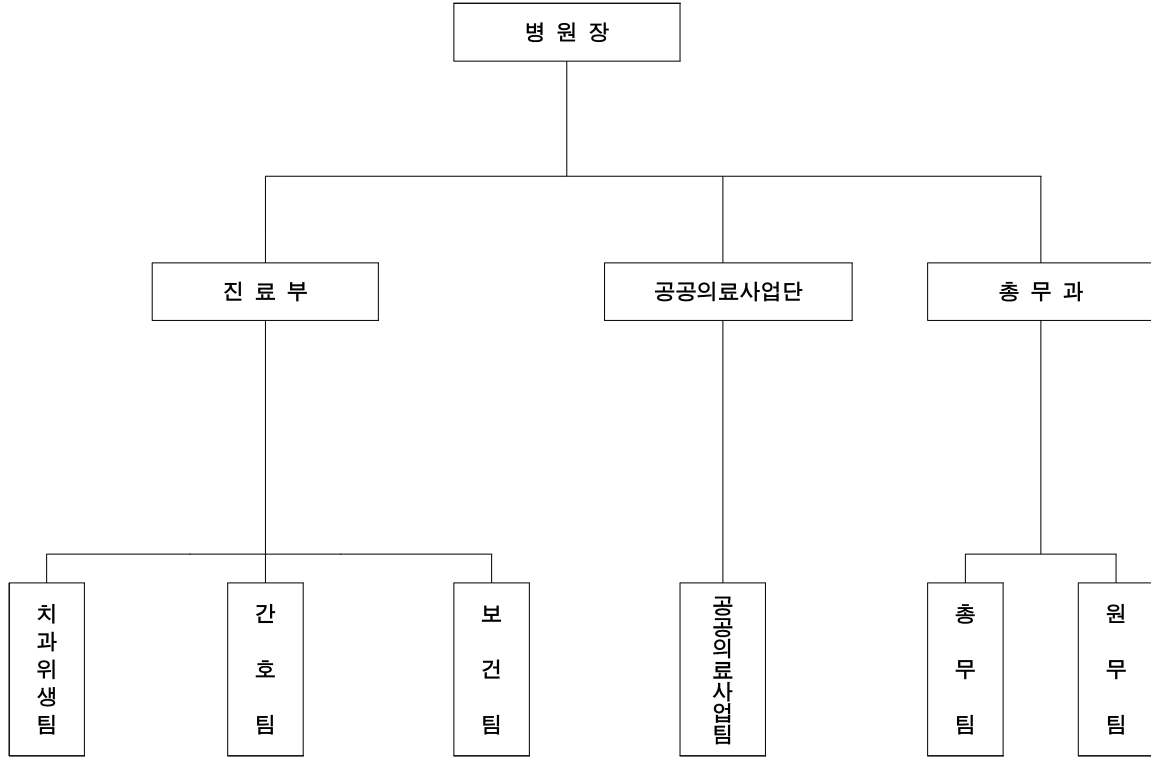 병 원 장
진 료 부
공공의료사업단
총 무 과
치과위생팀
간호팀
보건팀
공공의료사업팀
총무팀
원무팀